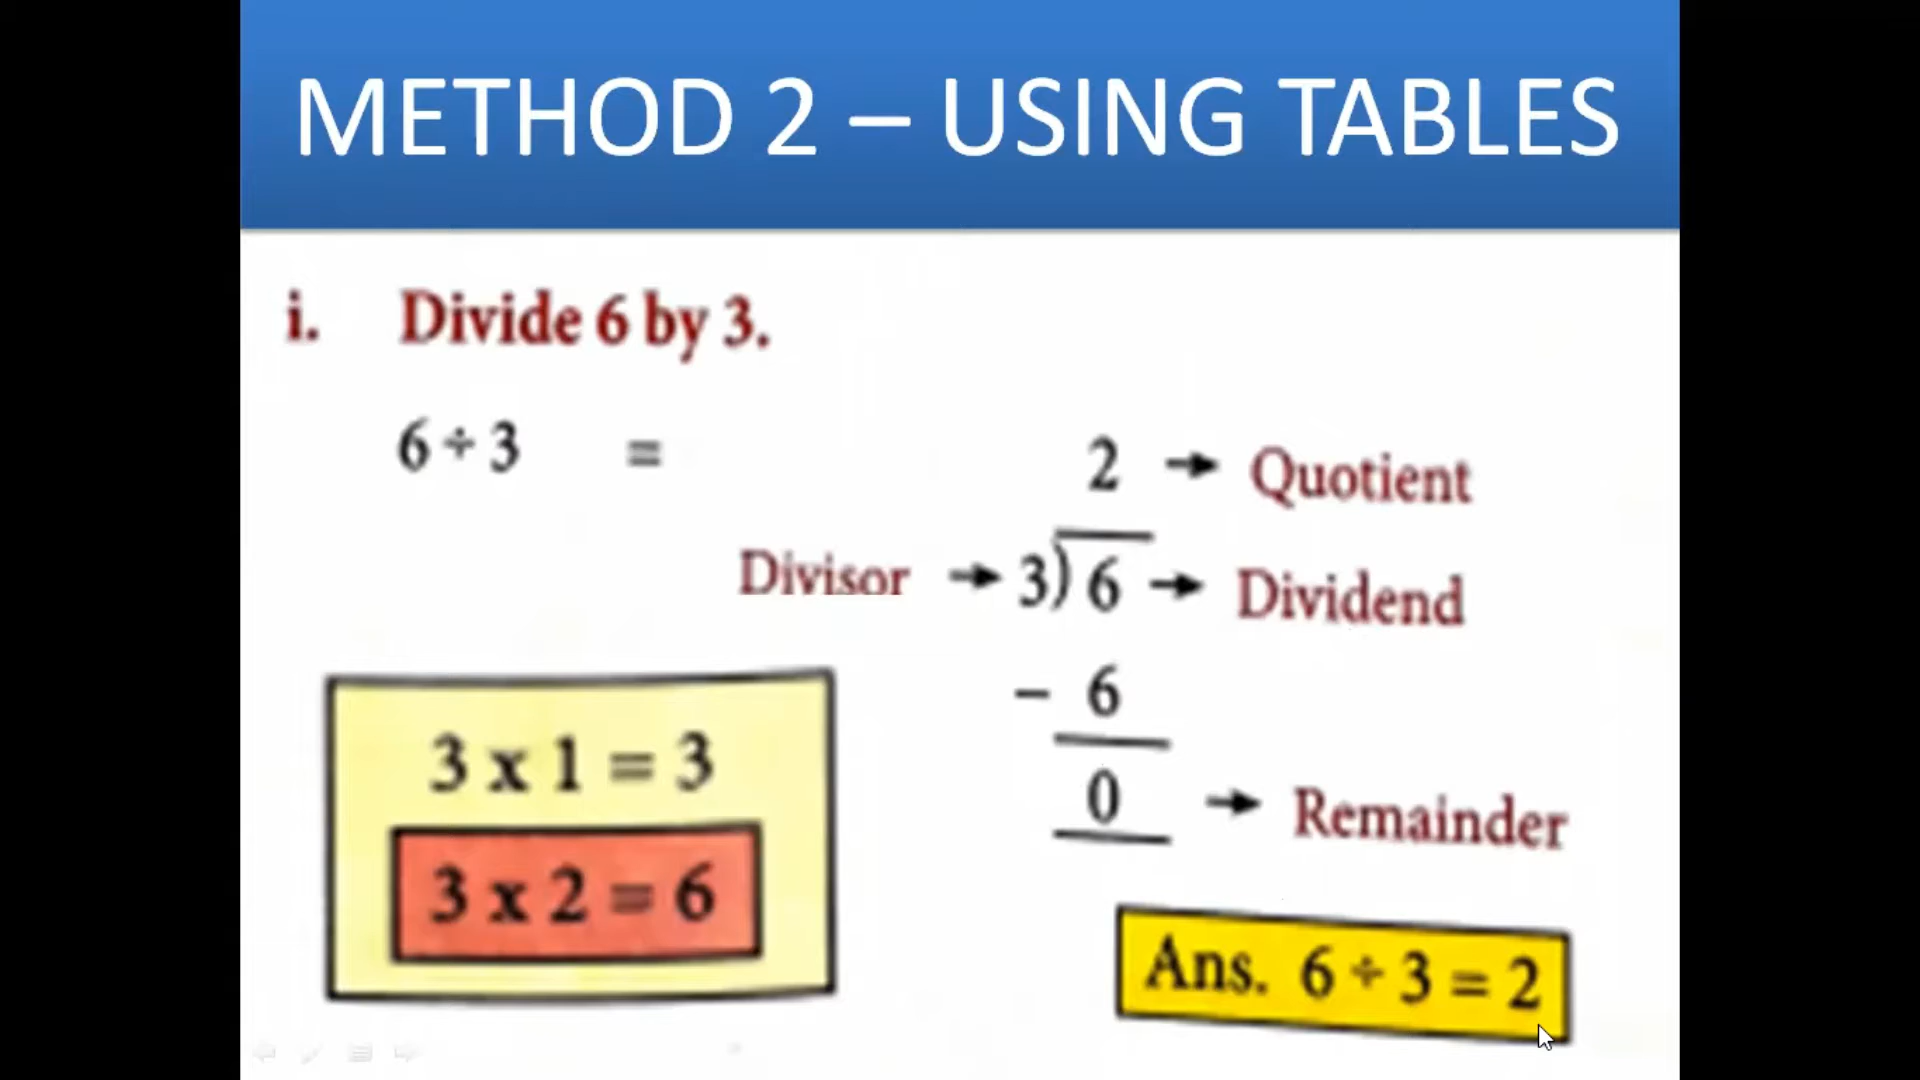 METHOD 2 – USING TABLES
i. Divide 6 by 3.
6 ÷ 3 =
2 → Quotient
Divisor → 3) 6 → Dividend
– 6
0 → Remainder
3 x 1 = 3
3 x 2 = 6
Ans. 6 ÷ 3 = 2